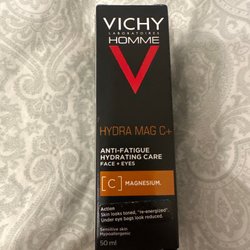 VICHY
LABORATOIRES
HOMME
HYDRA MAG C+
ANTI-FATIGUE
HYDRATING CARE
FACE + EYES
[C] MAGNESIUM.
Action
Skin looks toned, "re-energized".
Under eye bags look reduced.
Sensitive skin
Hypoallergenic
50 ml